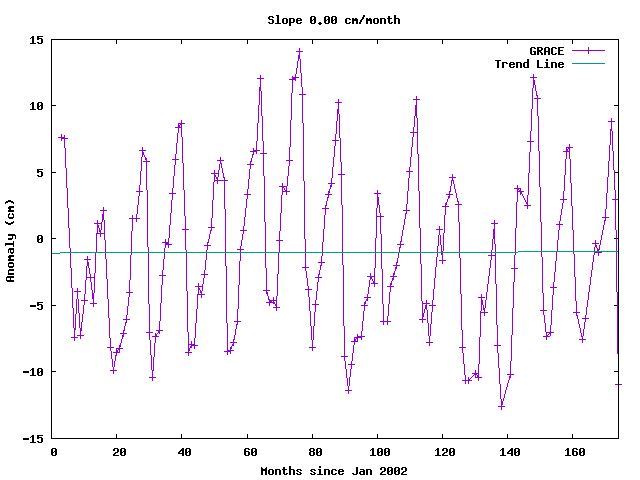 Slope 0.00 cm/month
GRACE
Trend Line
15
10
5
0
-5
-10
-15
Anomaly (cm)
0 20 40 60 80 100 120 140 160
Months since Jan 2002